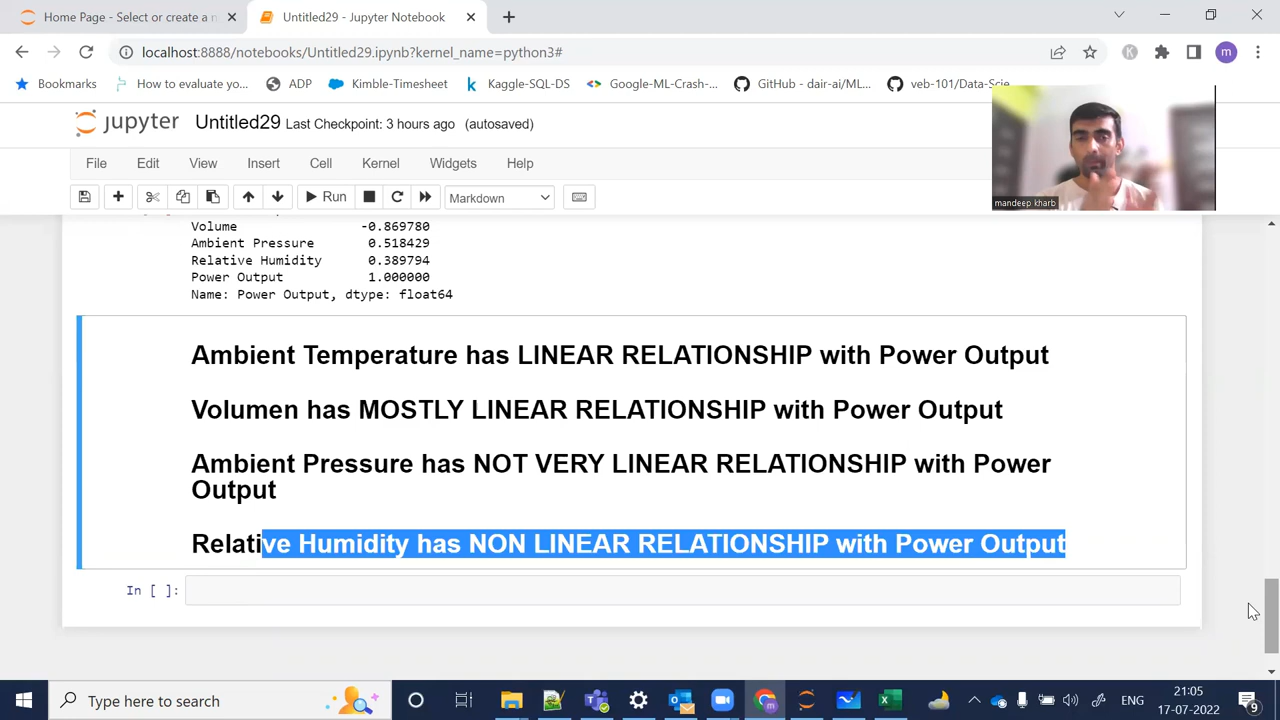 Home Page - Select or create a n
Untitled29 - Jupyter Notebook
localhost:8888/notebooks/Untitled29.ipynb?kernel_name=python3#
K
m
Bookmarks
How to evaluate your...
ADP
Kimble-Timesheet
Kaggle-SQL-DS
Google-ML-Crash-...
GitHub - dair-ai/ML...
veb-101/Data-Scie
jupyter Untitled29 Last Checkpoint: 3 hours ago (autosaved)
mandeep kharb
File Edit View Insert Cell Kernel Widgets Help
Run
Markdown
Volume -0.869780
Ambient Pressure 0.518429
Relative Humidity 0.389794
Power Output 1.000000
Name: Power Output, dtype: float64
Ambient Temperature has LINEAR RELATIONSHIP with Power Output
Volumen has MOSTLY LINEAR RELATIONSHIP with Power Output
Ambient Pressure has NOT VERY LINEAR RELATIONSHIP with Power
Output
Relative Humidity has NON LINEAR RELATIONSHIP with Power Output
In [ ]:
Type here to search
ENG
21:05
17-07-2022
9